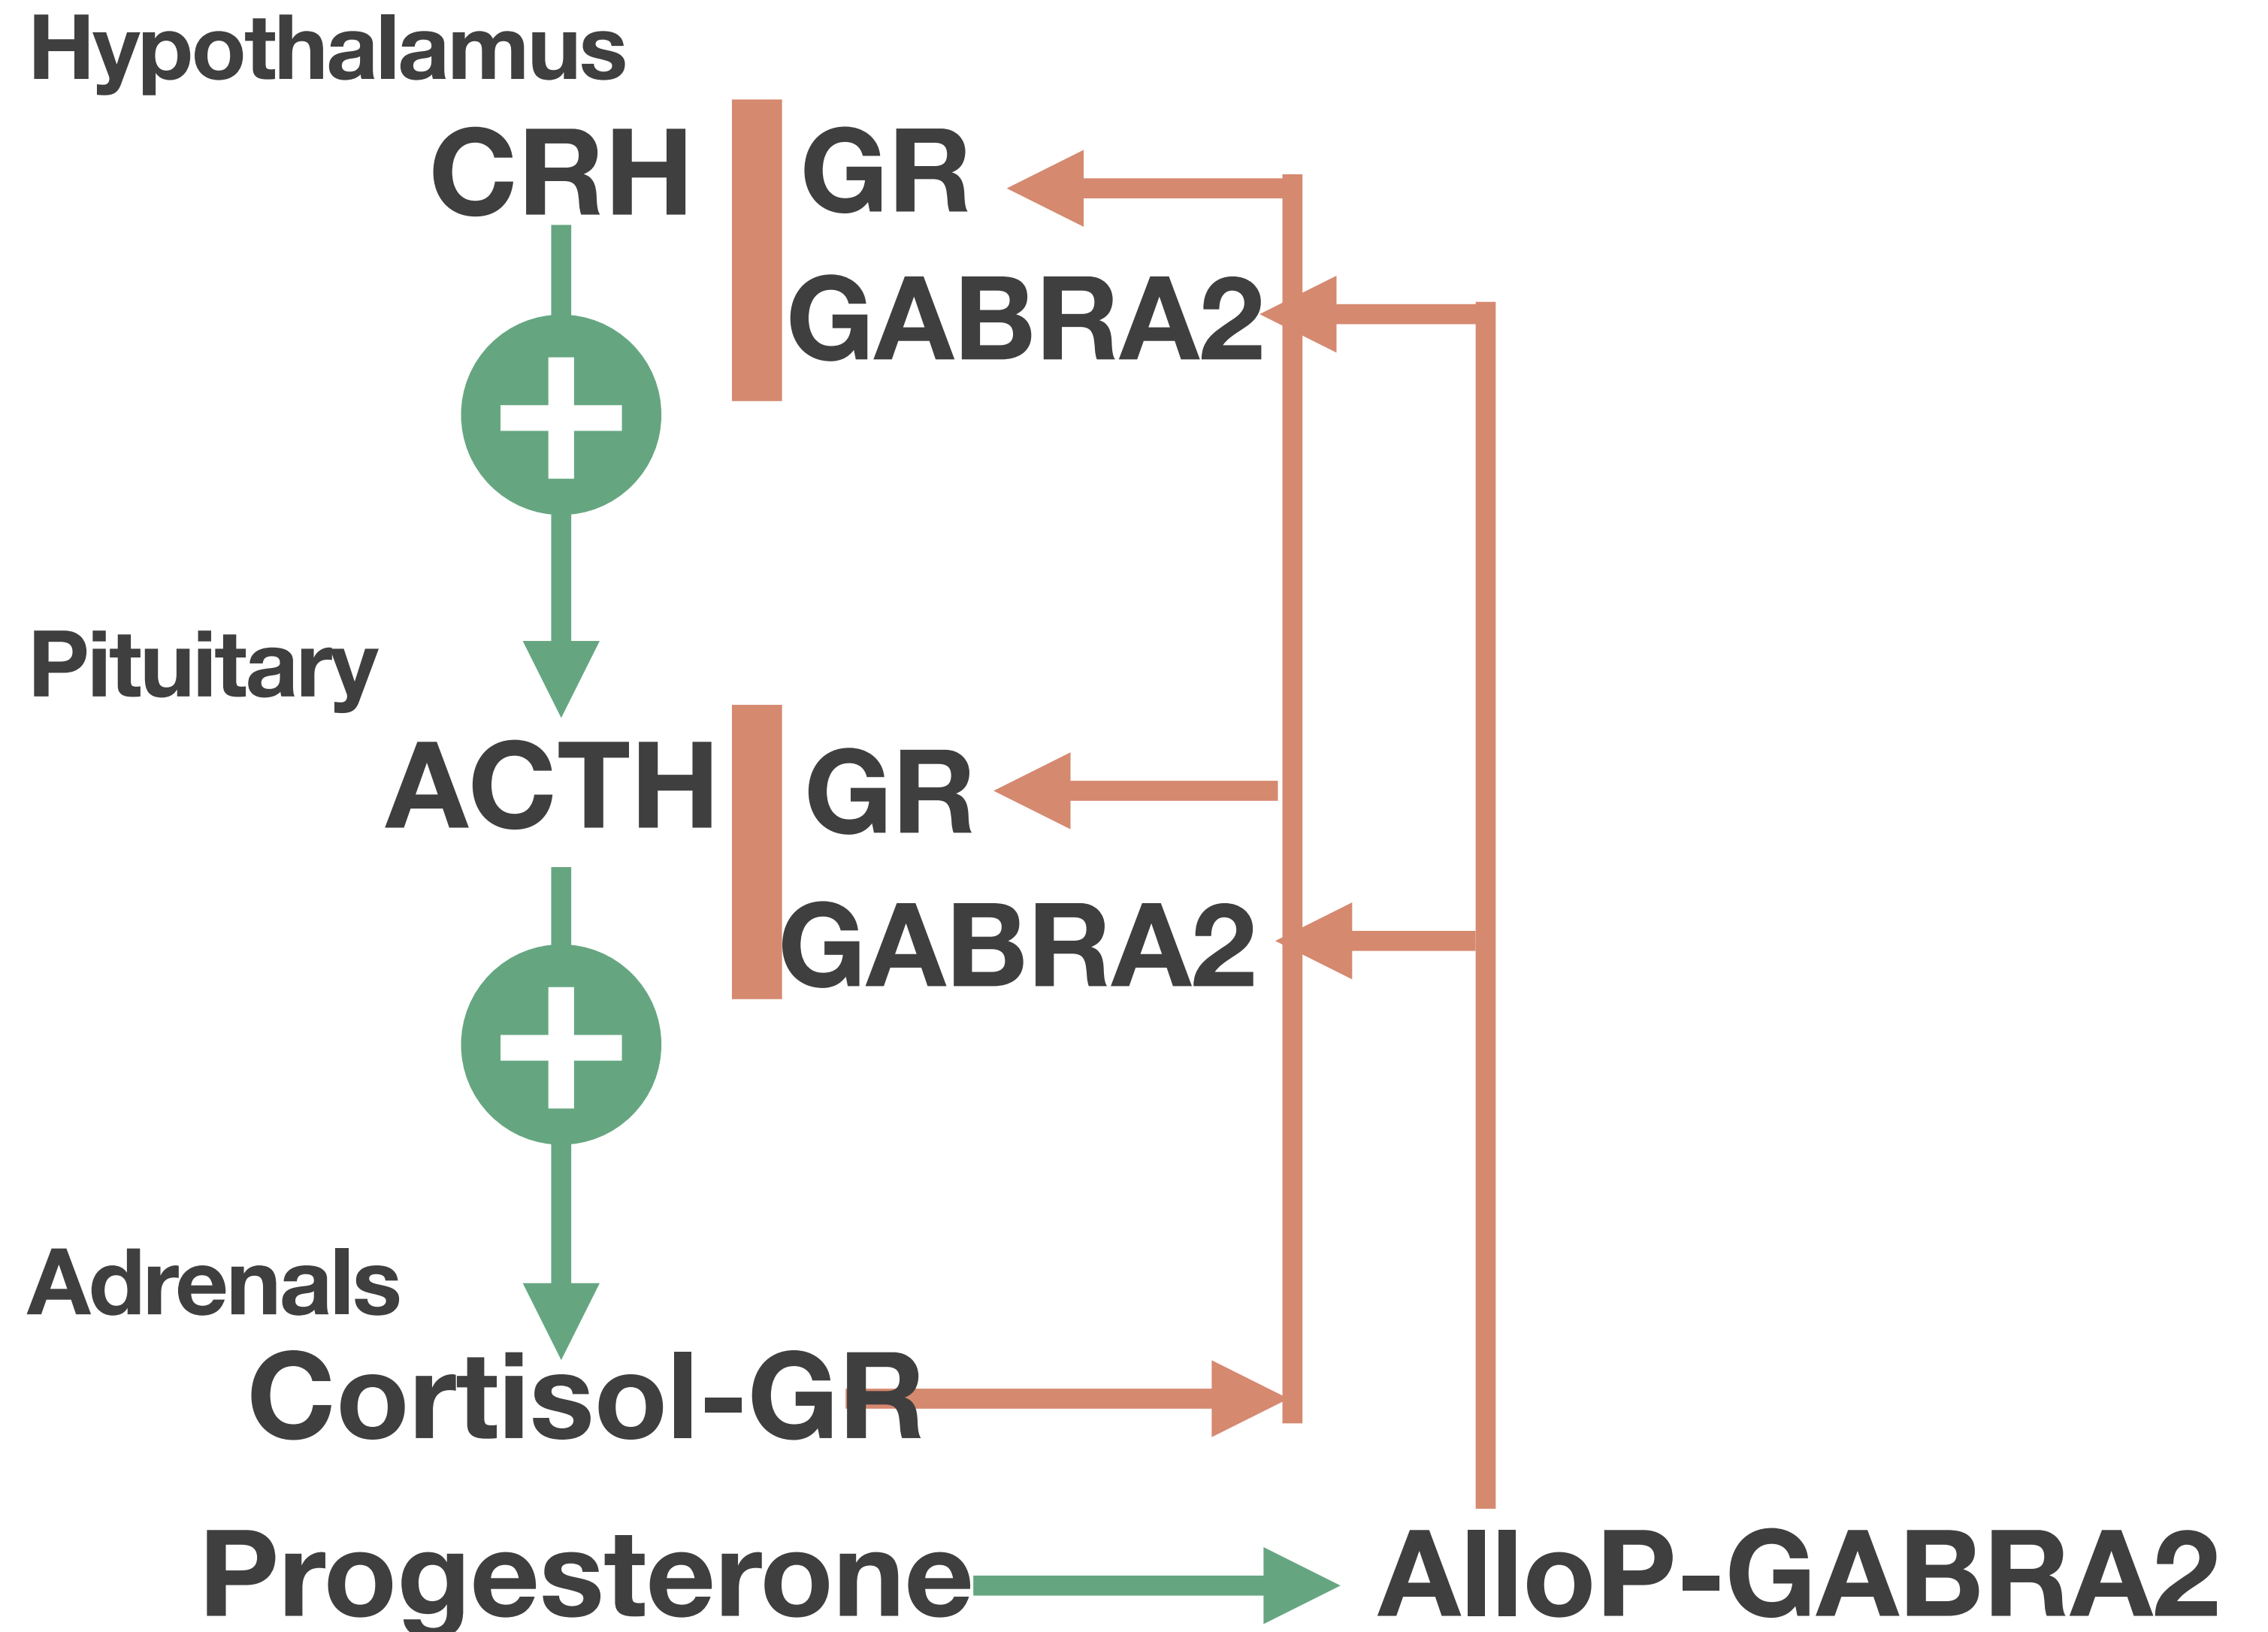 Hypothalamus
CRH GR
GABRA2
Pituitary
ACTH GR
GABRA2
Adrenals
Cortisol-GR
Progesterone AlloP-GABRA2